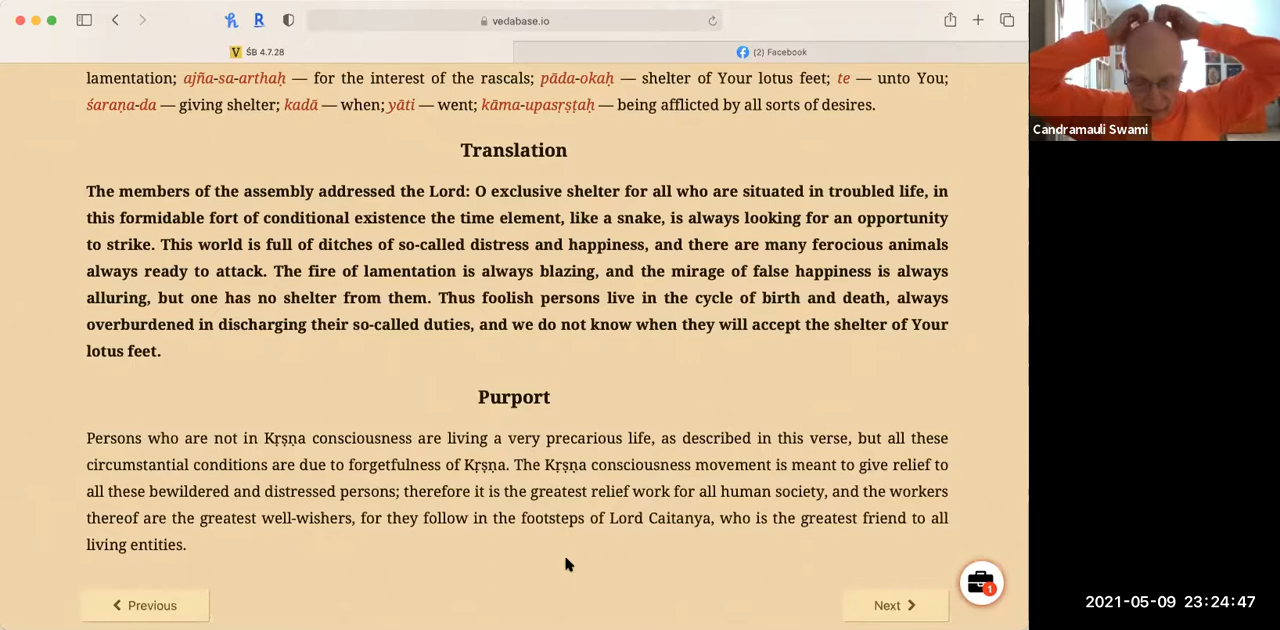 vedabase.io
V ŚB 4.7.28
(2) Facebook
lamentation; ajña-sa-arthaḥ — for the interest of the rascals; pāda-okaḥ — shelter of Your lotus feet; te — unto You;
śaraṇa-da — giving shelter; kadā — when; yāti — went; kāma-upasṛṣṭaḥ — being afflicted by all sorts of desires.
Translation
The members of the assembly addressed the Lord: O exclusive shelter for all who are situated in troubled life, in
this formidable fort of conditional existence the time element, like a snake, is always looking for an opportunity
to strike. This world is full of ditches of so-called distress and happiness, and there are many ferocious animals
always ready to attack. The fire of lamentation is always blazing, and the mirage of false happiness is always
alluring, but one has no shelter from them. Thus foolish persons live in the cycle of birth and death, always
overburdened in discharging their so-called duties, and we do not know when they will accept the shelter of Your
lotus feet.
Purport
Persons who are not in Kṛṣṇa consciousness are living a very precarious life, as described in this verse, but all these
circumstantial conditions are due to forgetfulness of Kṛṣṇa. The Kṛṣṇa consciousness movement is meant to give relief to
all these bewildered and distressed persons; therefore it is the greatest relief work for all human society, and the workers
thereof are the greatest well-wishers, for they follow in the footsteps of Lord Caitanya, who is the greatest friend to all
living entities.
Previous
Next
1
Candramauli Swami
2021-05-09 23:24:47